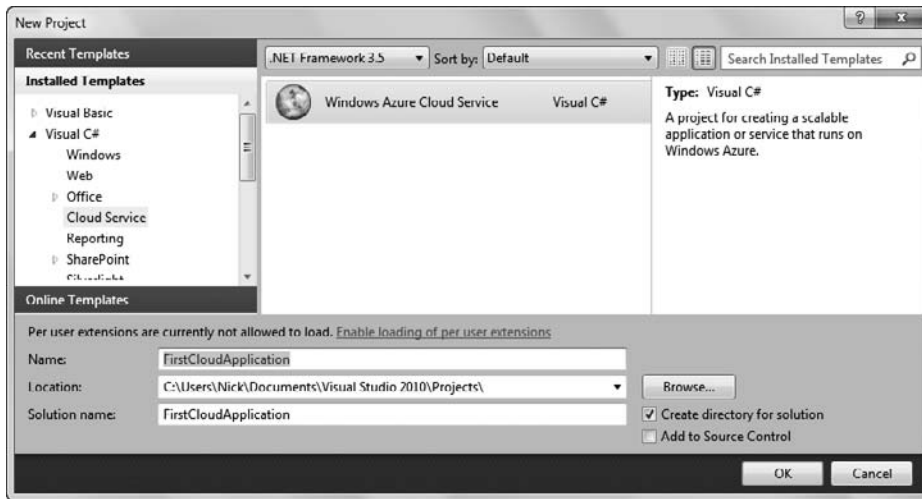 New Project
Recent Templates
Installed Templates
Visual Basic
Visual C#
Windows
Web
Office
Cloud Service
Reporting
SharePoint
Silverlight
Online Templates
.NET Framework 3.5
Sort by: Default
Search Installed Templates
Windows Azure Cloud Service Visual C#
Type: Visual C#
A project for creating a scalable
application or service that runs on
Windows Azure.
Per user extensions are currently not allowed to load. Enable loading of per user extensions
Name: FirstCloudApplication
Location: C:\Users\Nick\Documents\Visual Studio 2010\Projects\
Browse...
Solution name: FirstCloudApplication
Create directory for solution
Add to Source Control
OK Cancel